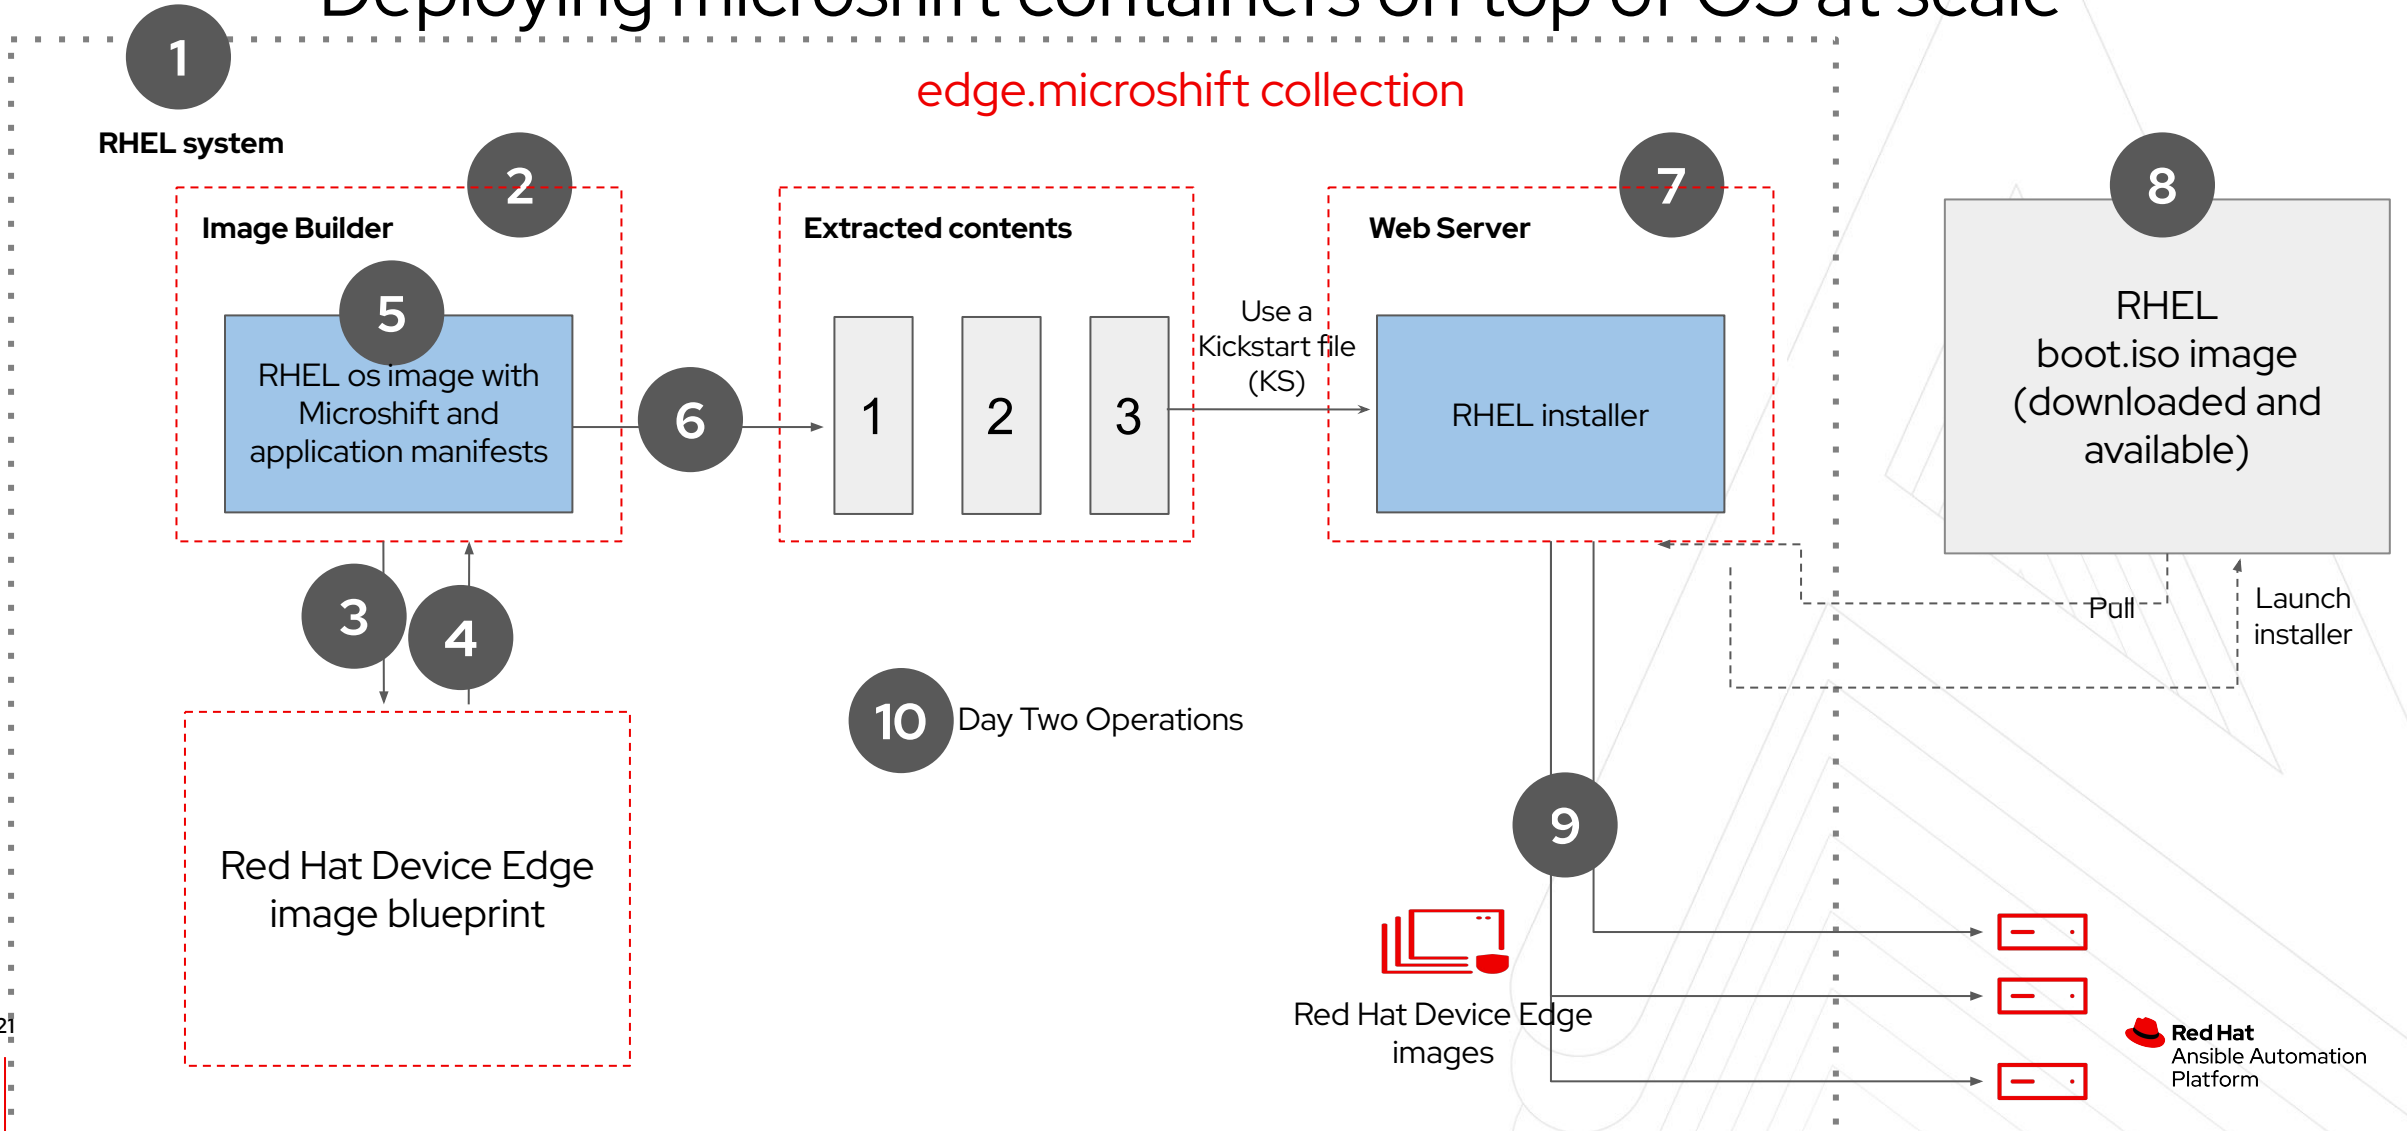 Deploying microshift containers on top of OS at scale
1
edge.microshift collection
RHEL system
2
7
8
Image Builder
Extracted contents
Web Server
5
RHEL os image with
Microshift and
application manifests
6
1
2
3
Use a
Kickstart file
(KS)
RHEL installer
RHEL
boot.iso image
(downloaded and
available)
3
4
Pull
Launch
installer
10
Day Two Operations
9
Red Hat Device Edge
image blueprint
Red Hat Device Edge
images
21
Red Hat
Ansible Automation
Platform